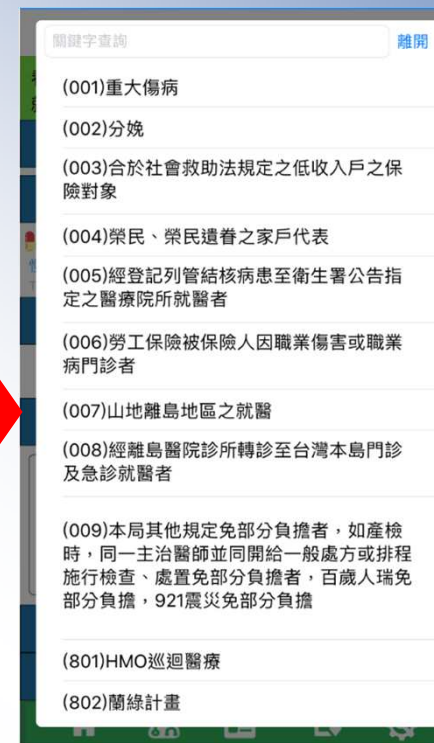 關鍵字查詢
離開
(001)重大傷病
(002)分娩
(003)合於社會救助法規定之低收入戶之保
險對象
(004)榮民、榮民遺眷之家戶代表
(005)經登記列管結核病患至衛生署公告指
定之醫療院所就醫者
(006)勞工保險被保險人因職業傷害或職業
病門診者
(007)山地離島地區之就醫
(008)經離島醫院診所轉診至台灣本島門診
及急診就醫者
(009)本局其他規定免部分負擔者，如產檢
時，同一主治醫師並同開給一般處方或排程
施行檢查、處置免部分負擔者，百歲人瑞免
部分負擔，921震災免部分負擔
(801)HMO巡迴醫療
(802)蘭綠計畫